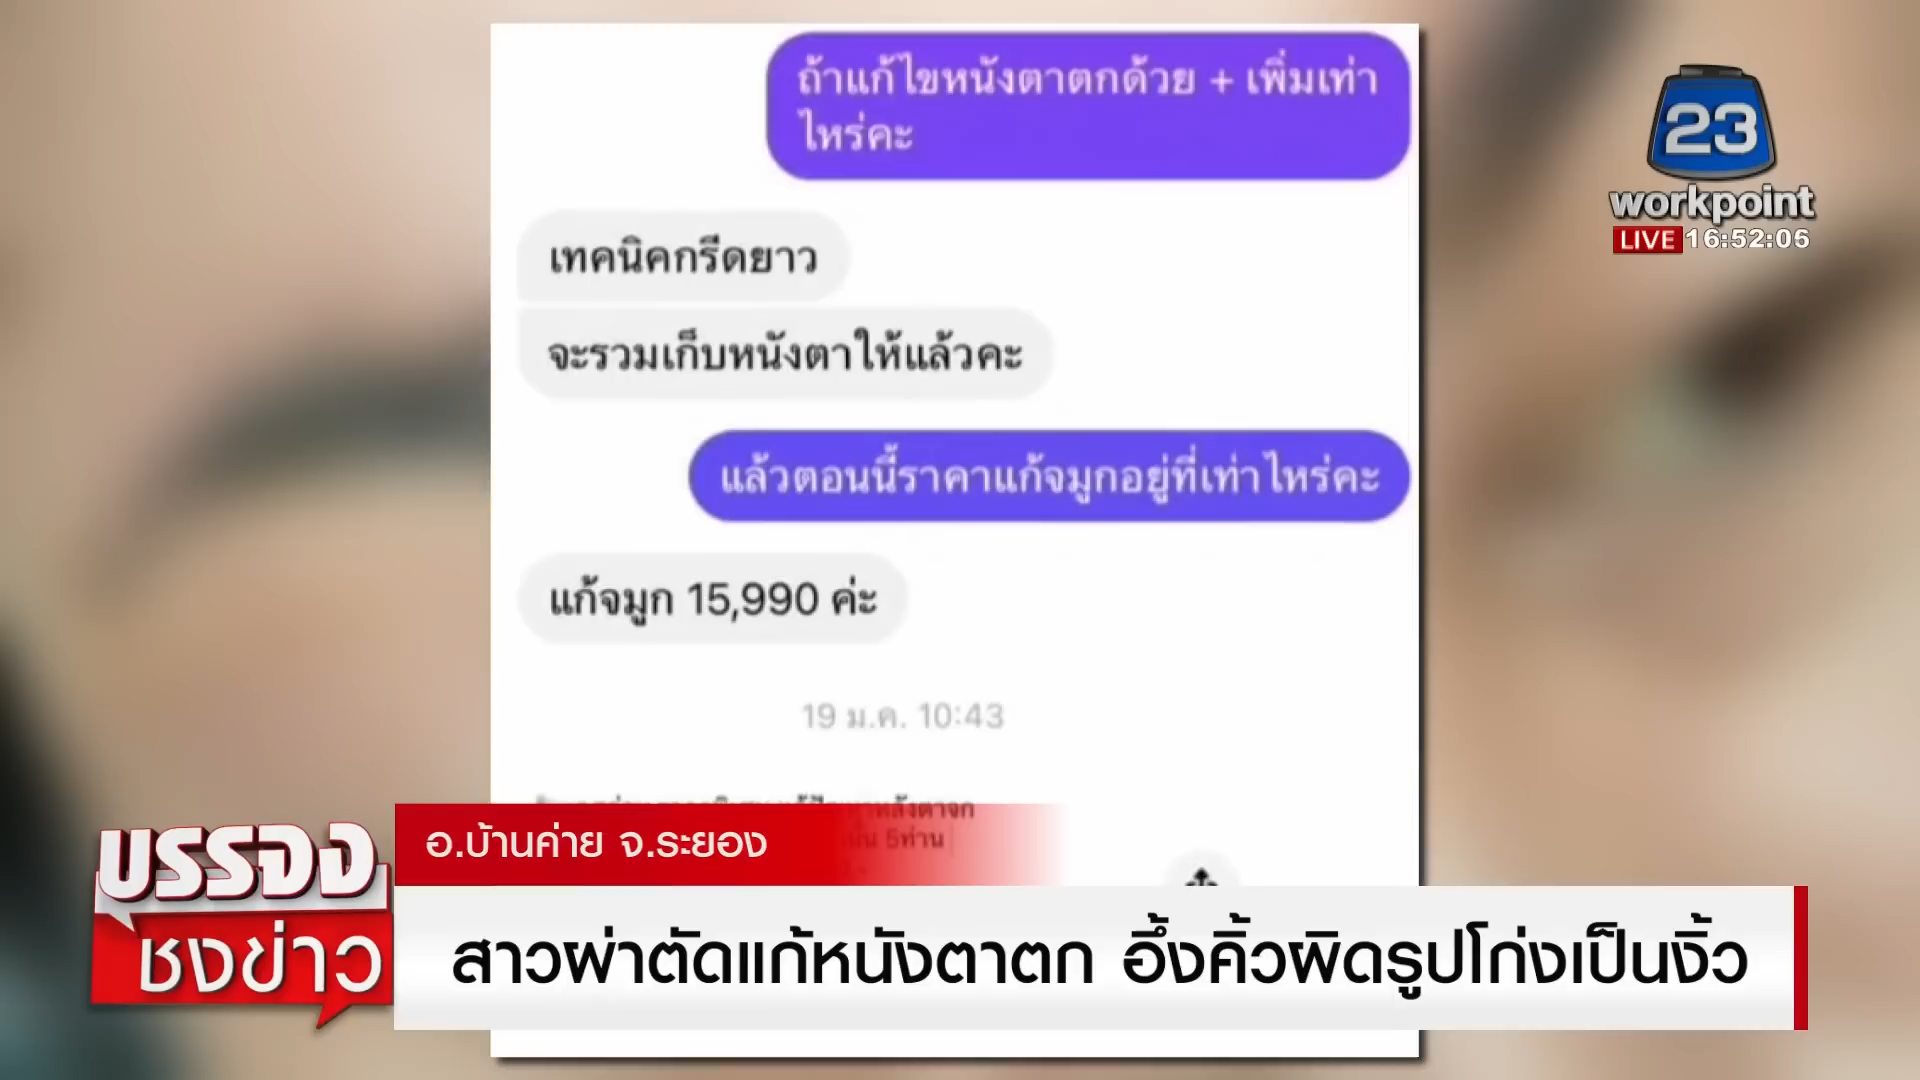 ถ้าแก้ไขหนังตาตกด้วย + เพิ่มเท่า
ไหร่คะ
23
workpoint
LIVE 16:52:06
เทคนิคกรีดยาว
จะรวมเก็บหนังตาให้แล้วคะ
แล้วตอนนี้ราคาแก้จมูกอยู่ที่เท่าไหร่คะ
แก้จมูก 15,990 ค่ะ
19 ม.ค. 10:43
5ท่าน
อ.บ้านค่าย จ.ระยอง
บรรจง
ชงข่าว
สาวผ่าตัดแก้หนังตาตก อึ้งคิ้วผิดรูปโก่งเป็นงิ้ว